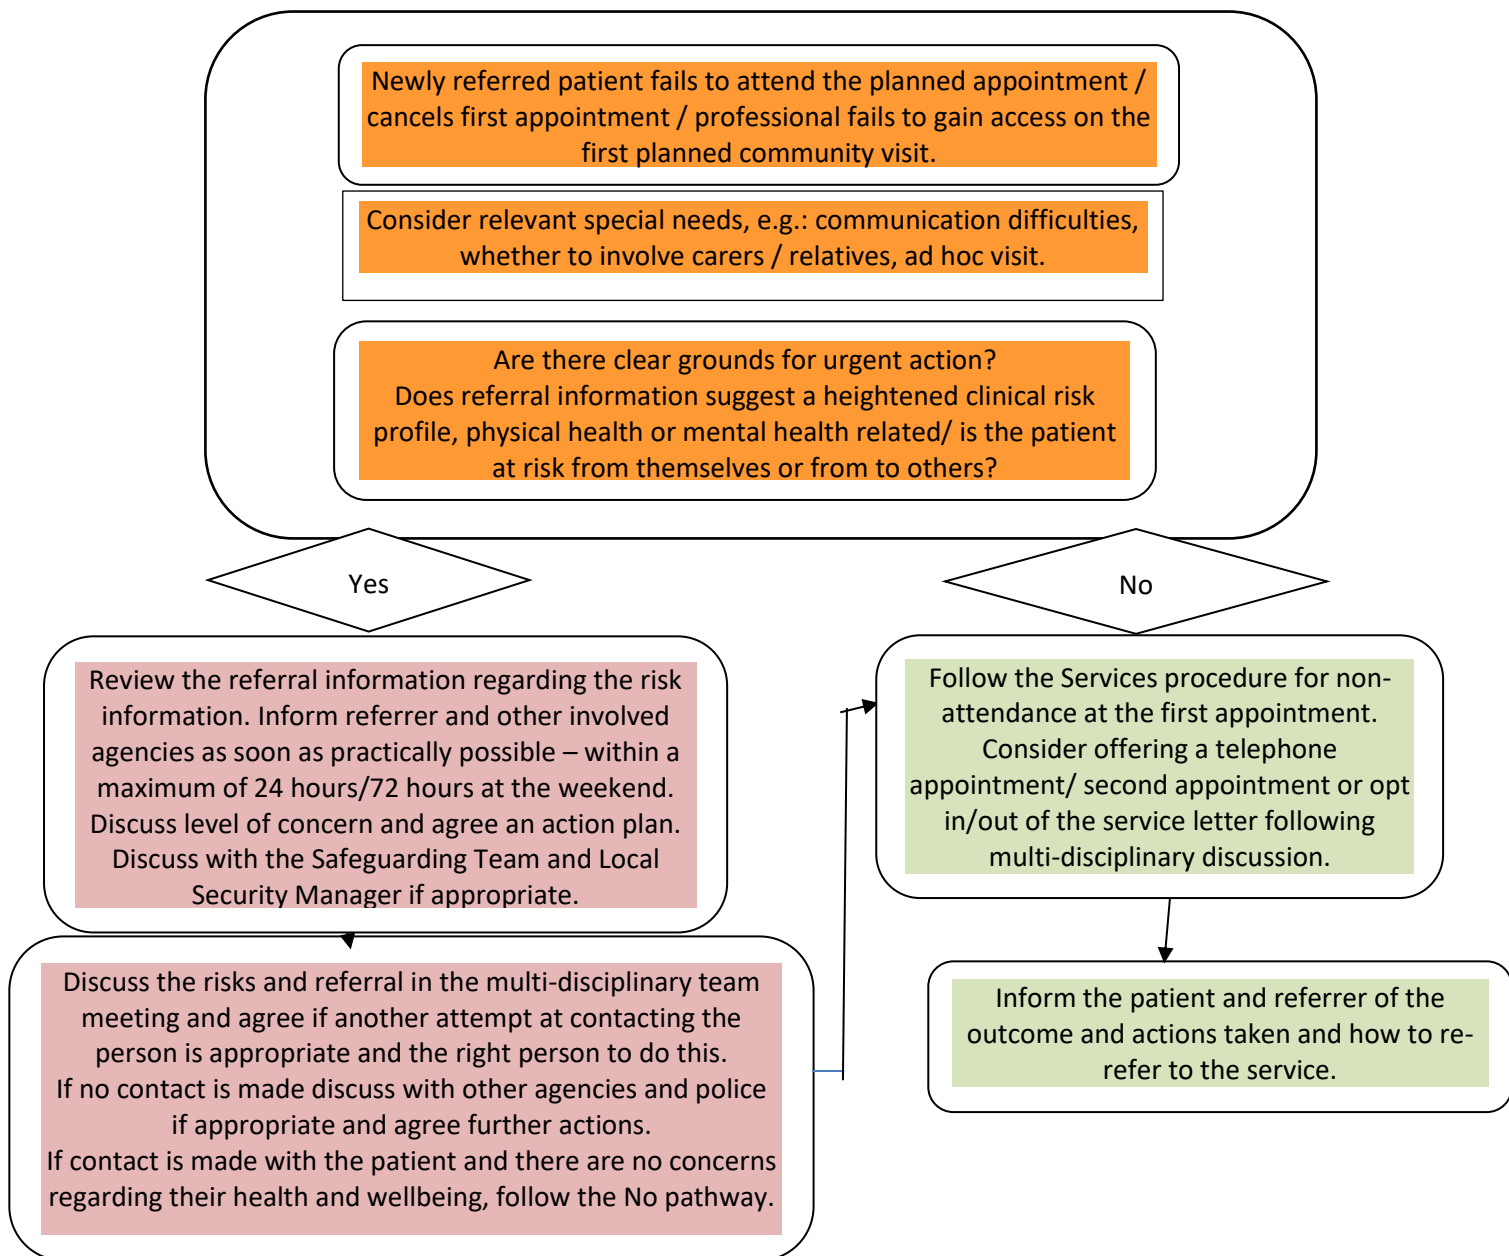 Newly referred patient fails to attend the planned appointment /
cancels first appointment / professional fails to gain access on the
first planned community visit.
Consider relevant special needs, e.g.: communication difficulties,
whether to involve carers / relatives, ad hoc visit.
Are there clear grounds for urgent action?
Does referral information suggest a heightened clinical risk
profile, physical health or mental health related/ is the patient
at risk from themselves or from to others?
Yes
No
Review the referral information regarding the risk
information. Inform referrer and other involved
agencies as soon as practically possible – within a
maximum of 24 hours/72 hours at the weekend.
Discuss level of concern and agree an action plan.
Discuss with the Safeguarding Team and Local
Security Manager if appropriate.
Discuss the risks and referral in the multi-disciplinary team
meeting and agree if another attempt at contacting the
person is appropriate and the right person to do this.
If no contact is made discuss with other agencies and police
if appropriate and agree further actions.
If contact is made with the patient and there are no concerns
regarding their health and wellbeing, follow the No pathway.
Follow the Services procedure for non-
attendance at the first appointment.
Consider offering a telephone
appointment/ second appointment or opt
in/out of the service letter following
multi-disciplinary discussion.
Inform the patient and referrer of the
outcome and actions taken and how to re-
refer to the service.